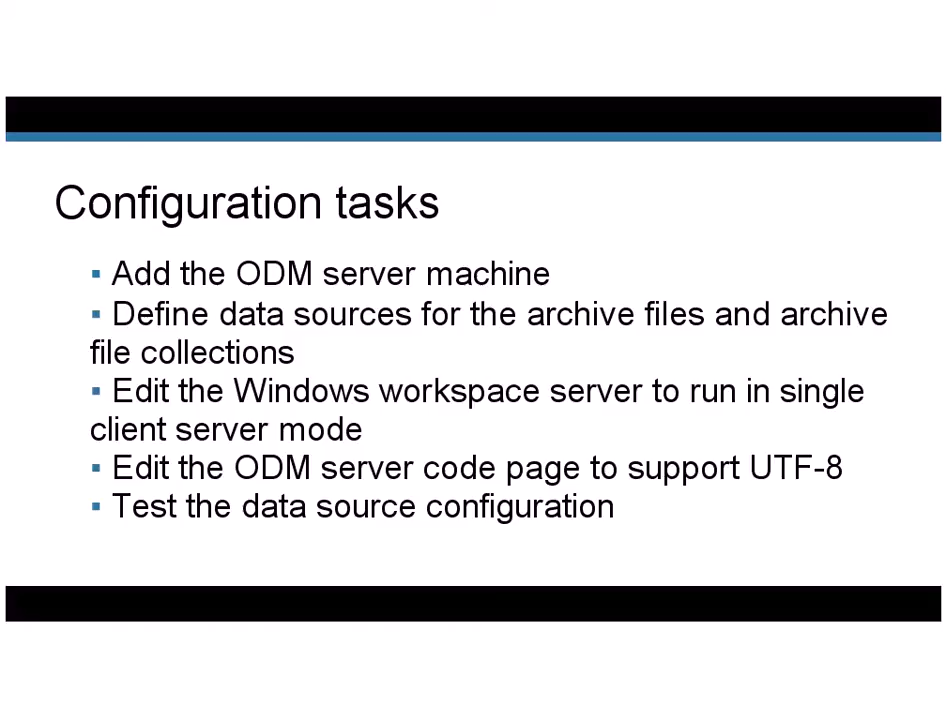 Configuration tasks
▪ Add the ODM server machine
▪ Define data sources for the archive files and archive
file collections
▪ Edit the Windows workspace server to run in single
client server mode
▪ Edit the ODM server code page to support UTF-8
▪ Test the data source configuration